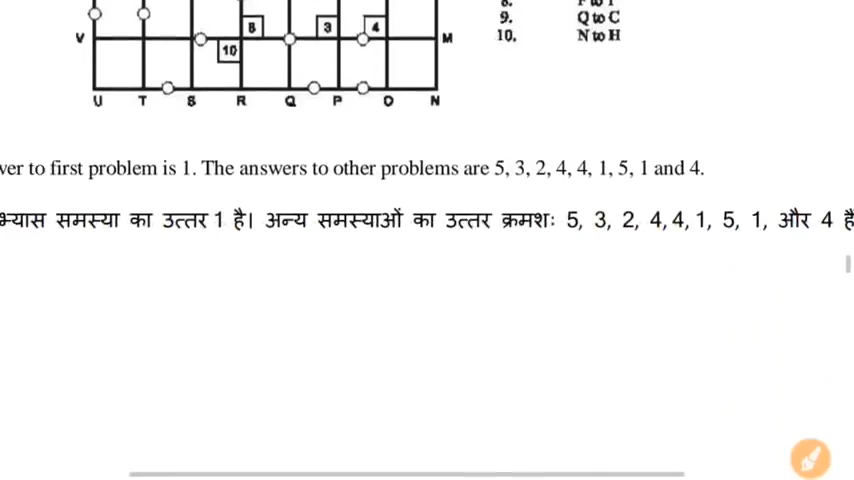 8.
9. Q to C
V 8 3 4 M 10. N to H
10
U T S R Q P O N
ver to first problem is 1. The answers to other problems are 5, 3, 2, 4, 4, 1, 5, 1 and 4.
भ्यास समस्या का उत्तर 1 है। अन्य समस्याओं का उत्तर क्रमशः 5, 3, 2, 4, 4, 1, 5, 1, और 4 है